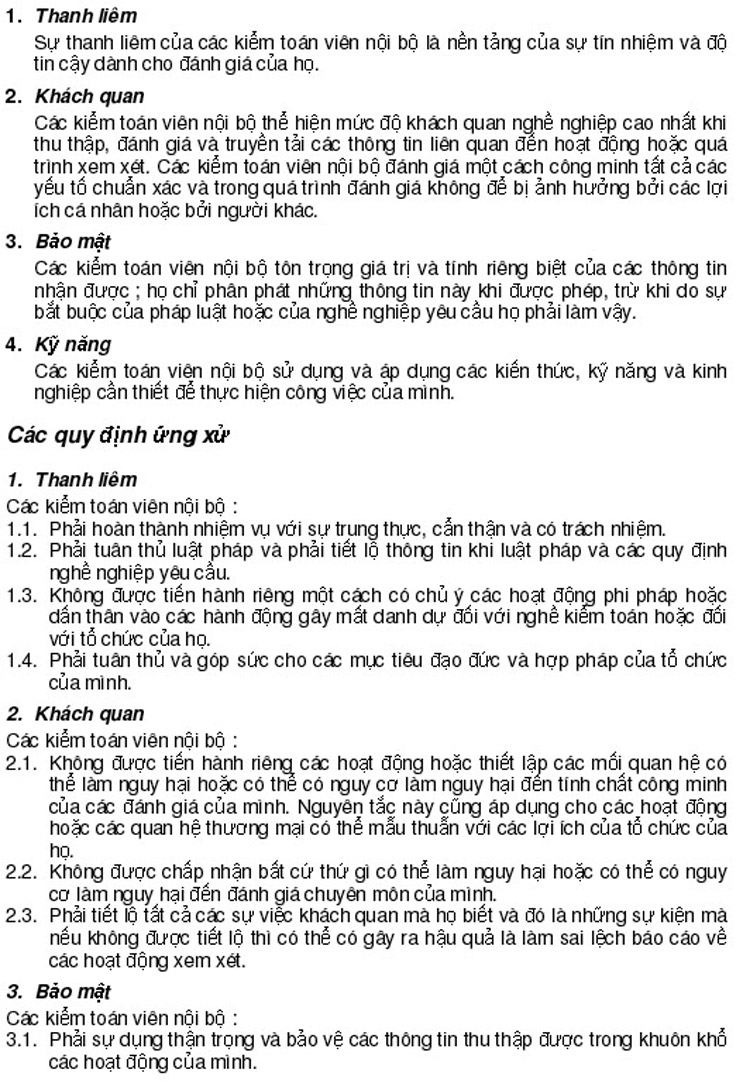 1. Thanh liêm
Sự thanh liêm của các kiểm toán viên nội bộ là nền tảng của sự tín nhiệm và độ
tin cậy dành cho đánh giá của họ.
2. Khách quan
Các kiểm toán viên nội bộ thể hiện mức độ khách quan nghề nghiệp cao nhất khi
thu thập, đánh giá và truyền tải các thông tin liên quan đến hoạt động hoặc quá
trình xem xét. Các kiểm toán viên nội bộ đánh giá một cách công minh tất cả các
yếu tố chuẩn xác và trong quá trình đánh giá không để bị ảnh hưởng bởi các lợi
ích cá nhân hoặc bởi người khác.
3. Bảo mật
Các kiểm toán viên nội bộ tôn trọng giá trị và tính riêng biệt của các thông tin
nhận được ; họ chỉ phân phát những thông tin này khi được phép, trừ khi do sự
bắt buộc của pháp luật hoặc của nghề nghiệp yêu cầu họ phải làm vậy.
4. Kỹ năng
Các kiểm toán viên nội bộ sử dụng và áp dụng các kiến thức, kỹ năng và kinh
nghiệp cần thiết để thực hiện công việc của mình.
Các quy định ứng xử
1. Thanh liêm
Các kiểm toán viên nội bộ :
1.1. Phải hoàn thành nhiệm vụ với sự trung thực, cẩn thận và có trách nhiệm.
1.2. Phải tuân thủ luật pháp và phải tiết lộ thông tin khi luật pháp và các quy định
nghề nghiệp yêu cầu.
1.3. Không được tiến hành riêng một cách có chủ ý các hoạt động phi pháp hoặc
dấn thân vào các hành động gây mất danh dự đối với nghề kiểm toán hoặc đối
với tổ chức của họ.
1.4. Phải tuân thủ và góp sức cho các mục tiêu đạo đức và hợp pháp của tổ chức
của mình.
2. Khách quan
Các kiểm toán viên nội bộ :
2.1. Không được tiến hành riêng các hoạt động hoặc thiết lập các mối quan hệ có
thể làm nguy hại hoặc có thể có nguy cơ làm nguy hại đến tính chất công minh
của các đánh giá của mình. Nguyên tắc này cũng áp dụng cho các hoạt động
hoặc các quan hệ thương mại có thể mẫu thuẫn với các lợi ích của tổ chức của
họ.
2.2. Không được chấp nhận bất cứ thứ gì có thể làm nguy hại hoặc có thể có nguy
cơ làm nguy hại đến đánh giá chuyên môn của mình.
2.3. Phải tiết lộ tất cả các sự việc khách quan mà họ biết và đó là những sự kiện mà
nếu không được tiết lộ thì có thể có gây ra hậu quả là làm sai lệch báo cáo về
các hoạt động xem xét.
3. Bảo mật
Các kiểm toán viên nội bộ :
3.1. Phải sự dụng thận trọng và bảo vệ các thông tin thu thập được trong khuôn khổ
các hoạt động của mình.